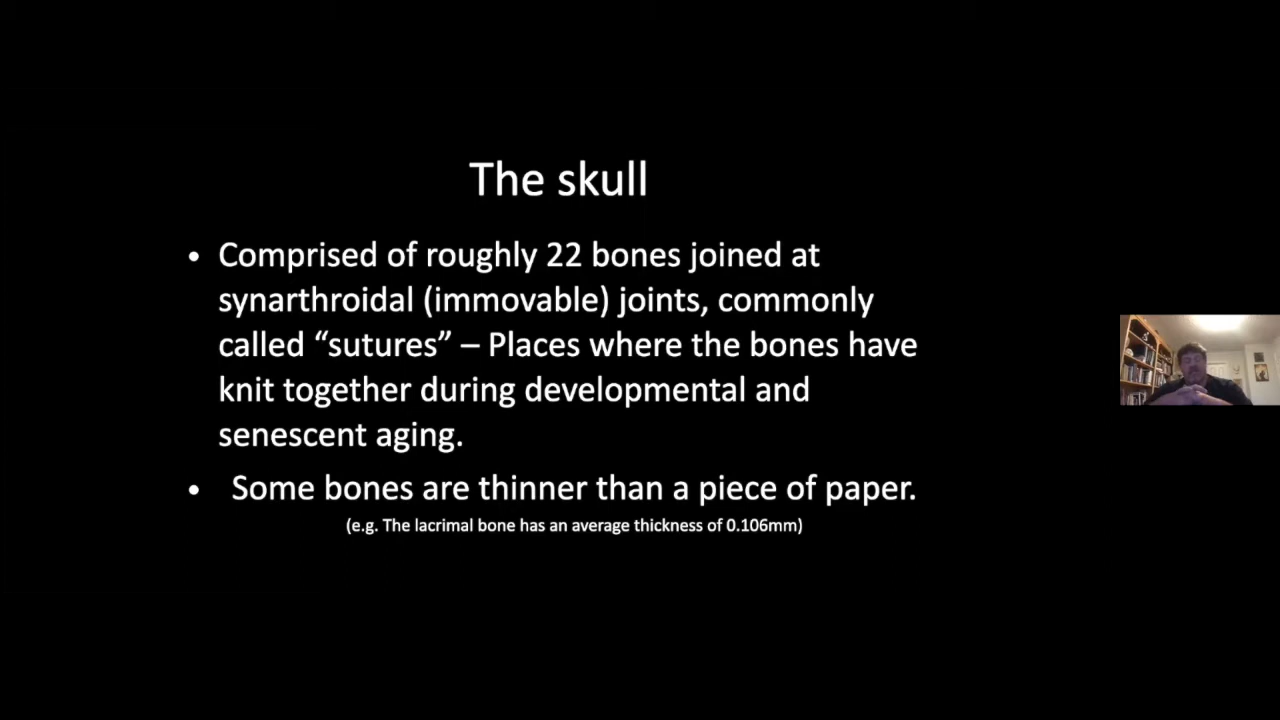 The skull
• Comprised of roughly 22 bones joined at
synarthroidal (immovable) joints, commonly
called “sutures” – Places where the bones have
knit together during developmental and
senescent aging.
• Some bones are thinner than a piece of paper.
(e.g. The lacrimal bone has an average thickness of 0.106mm)